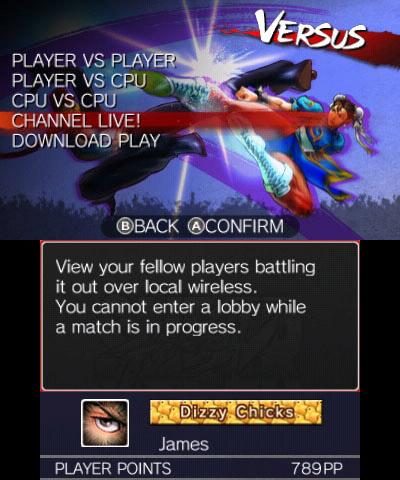 VERSUS
PLAYER VS PLAYER
PLAYER VS CPU
CPU VS CPU
CHANNEL LIVE!
DOWNLOAD PLAY
B BACK A CONFIRM
View your fellow players battling
it out over local wireless.
You cannot enter a lobby while
a match is in progress.
Dizzy Chicks
James
PLAYER POINTS 789PP